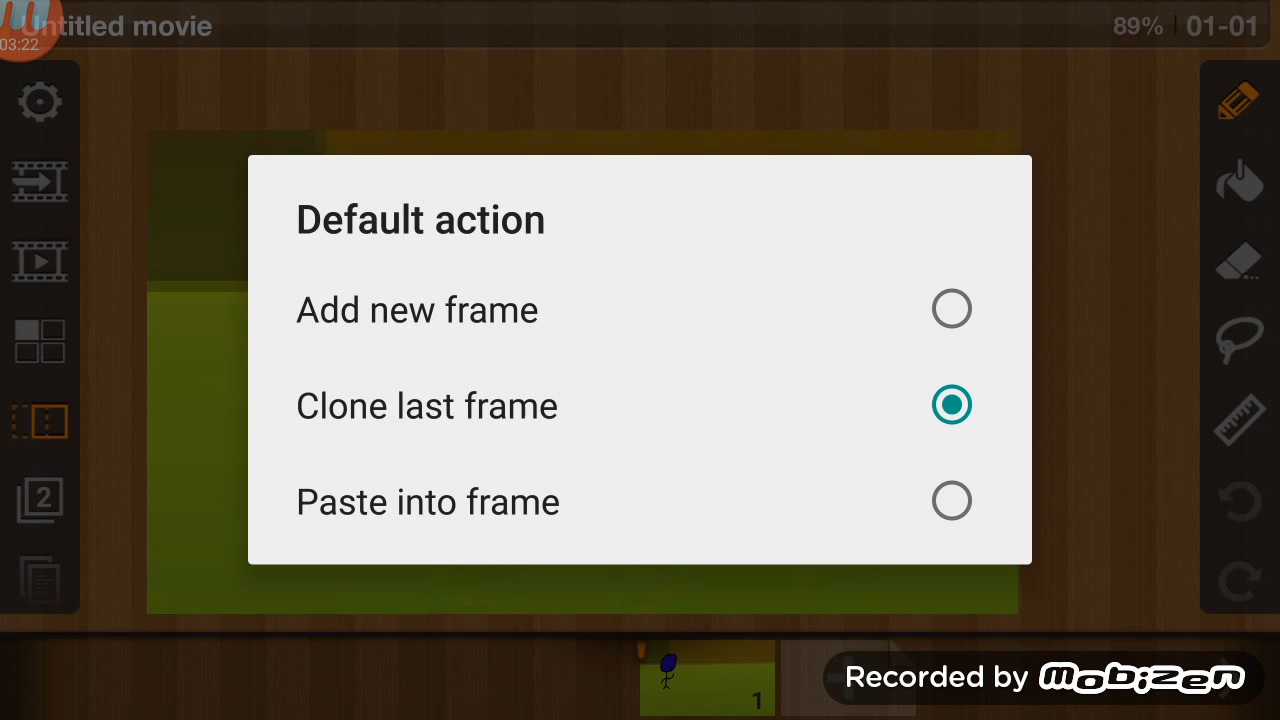 Untitled movie
89% 01-01
03:22
Default action
Add new frame
Clone last frame
Paste into frame
2
1
Recorded by mobizen